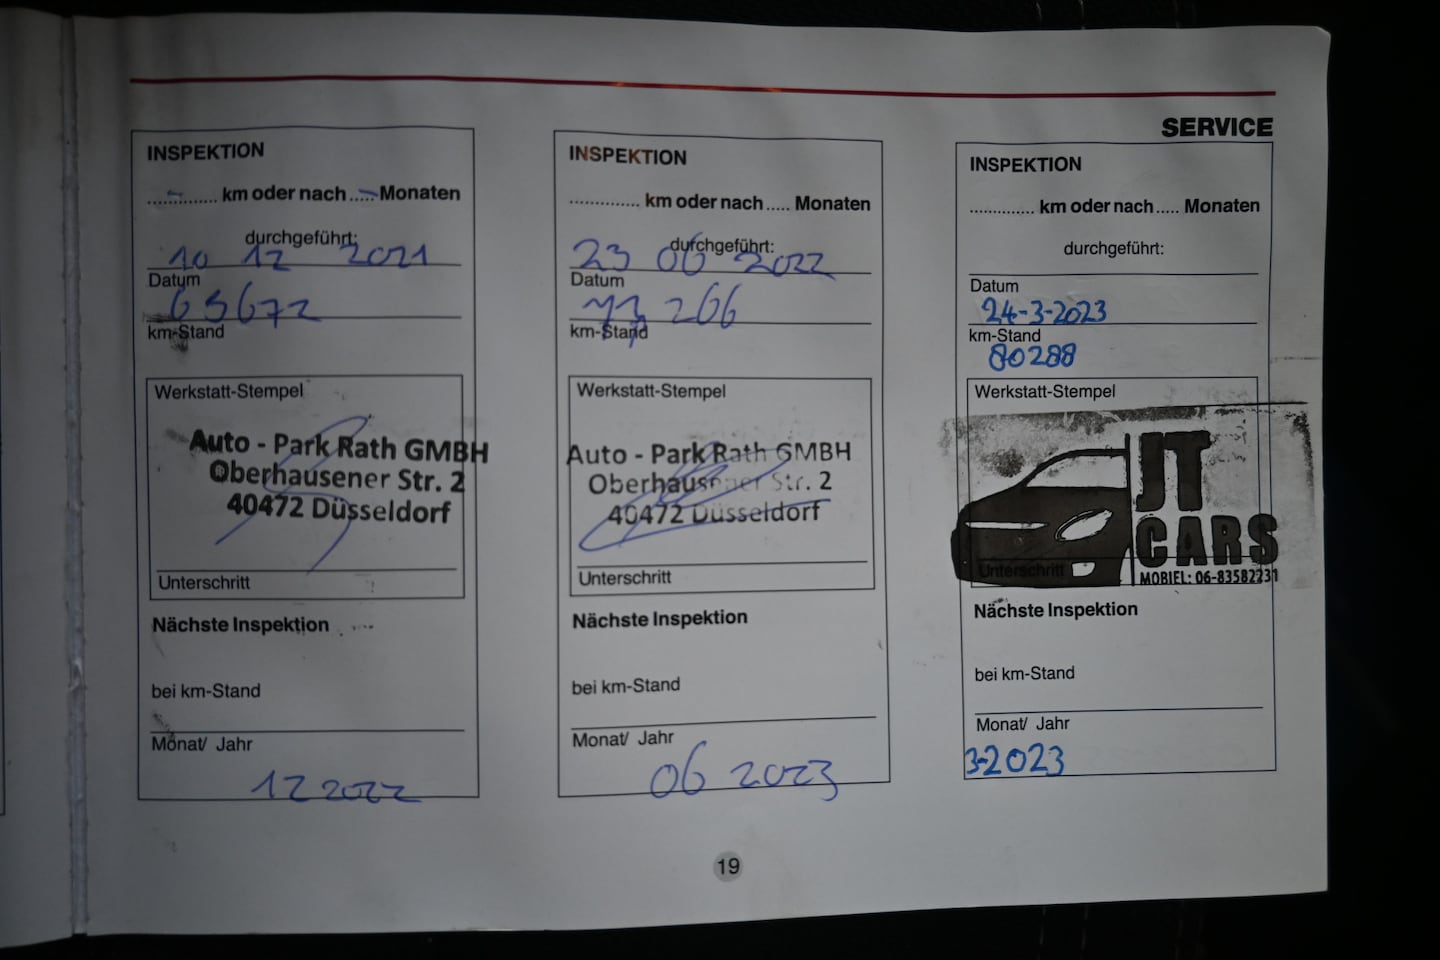 SERVICE
INSPEKTION
............. km oder nach ..... Monaten
durchgeführt:
10 12 2021
Datum
65672
km-Stand
Werkstatt-Stempel
Auto - Park Rath GMBH
Oberhausener Str. 2
40472 Düsseldorf
Unterschrift
Nächste Inspektion
bei km-Stand
Monat/ Jahr
12 2022
INSPEKTION
............. km oder nach ..... Monaten
durchgeführt:
23 06 2022
Datum
266
km-Stand
Werkstatt-Stempel
Auto - Park Rath GMBH
Oberhausener Str. 2
40472 Düsseldorf
Unterschrift
Nächste Inspektion
bei km-Stand
Monat/ Jahr
06 2023
INSPEKTION
............. km oder nach ..... Monaten
durchgeführt:
Datum
24-3-2023
km-Stand
80288
Werkstatt-Stempel
JT
CARS
MOBIEL: 06-83582231
Unterschrift
Nächste Inspektion
bei km-Stand
Monat/ Jahr
3-2023
19